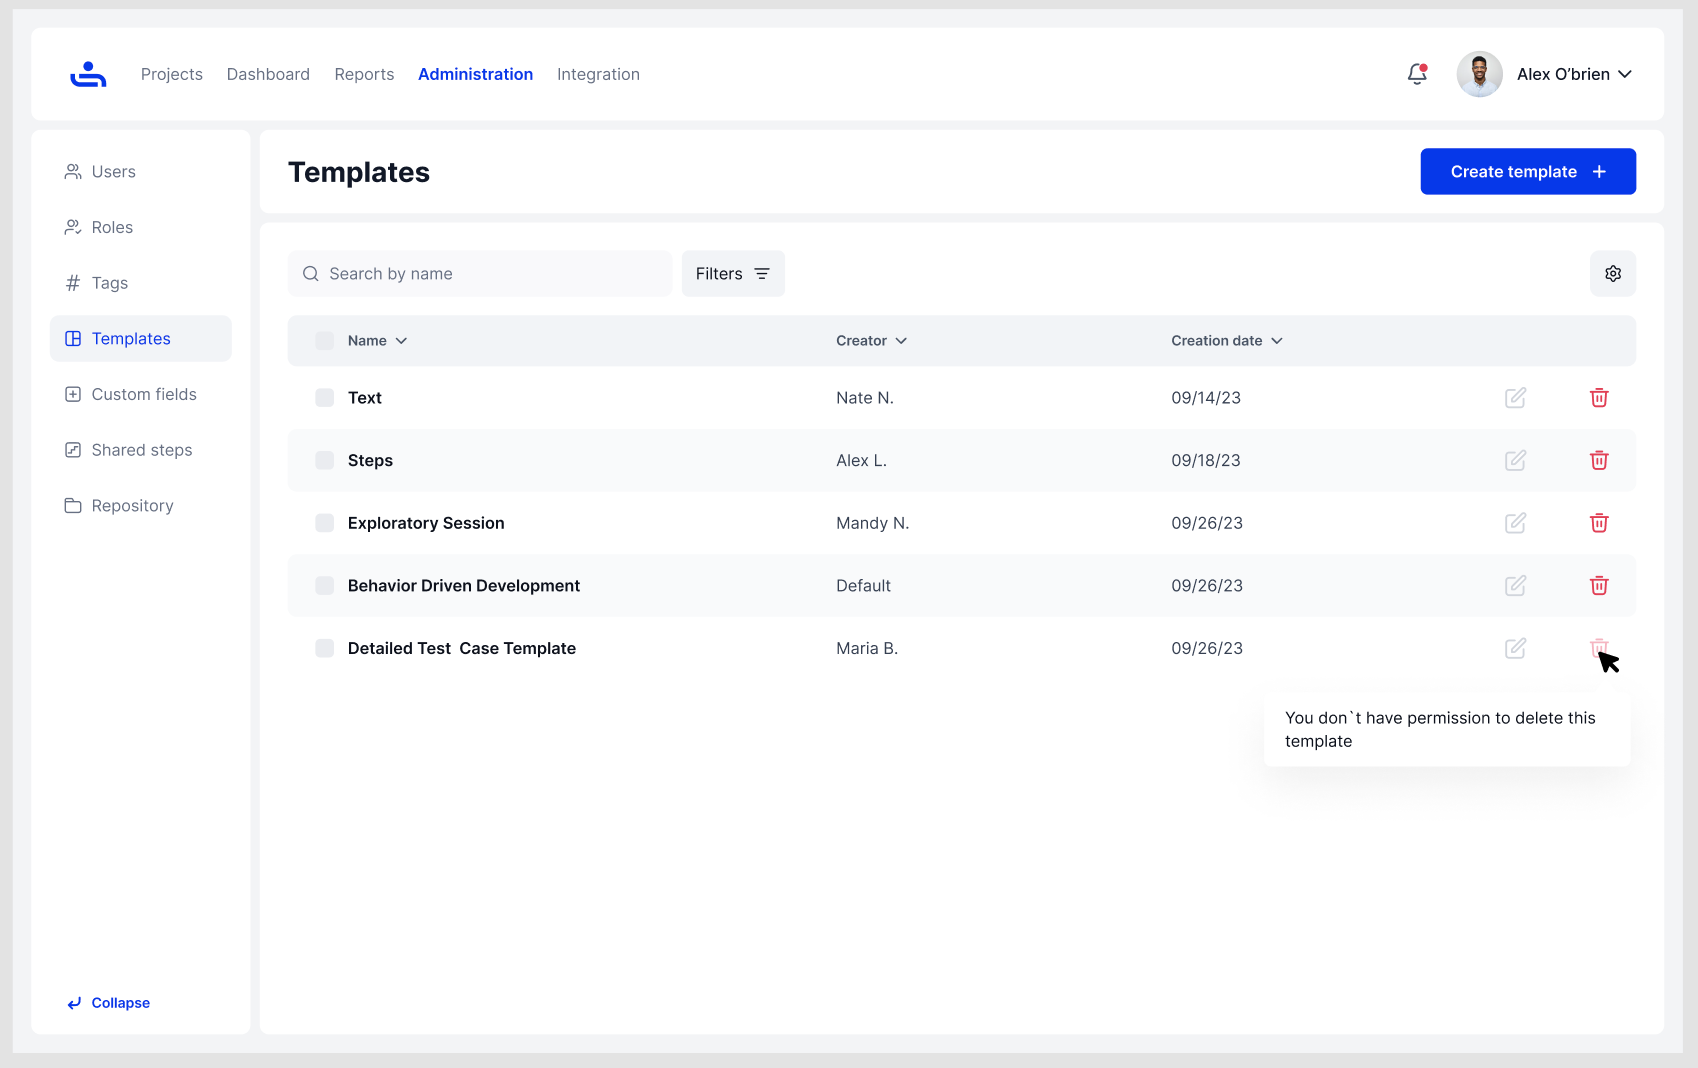 Projects Dashboard Reports Administration Integration Alex O’brien
Users
Roles
Tags
Templates
Custom fields
Shared steps
Repository
Collapse
Templates Create template
Search by name Filters
Name Creator Creation date
Text Nate N. 09/14/23
Steps Alex L. 09/18/23
Exploratory Session Mandy N. 09/26/23
Behavior Driven Development Default 09/26/23
Detailed Test  Case Template Maria B. 09/26/23
You don`t have permission to delete this
template